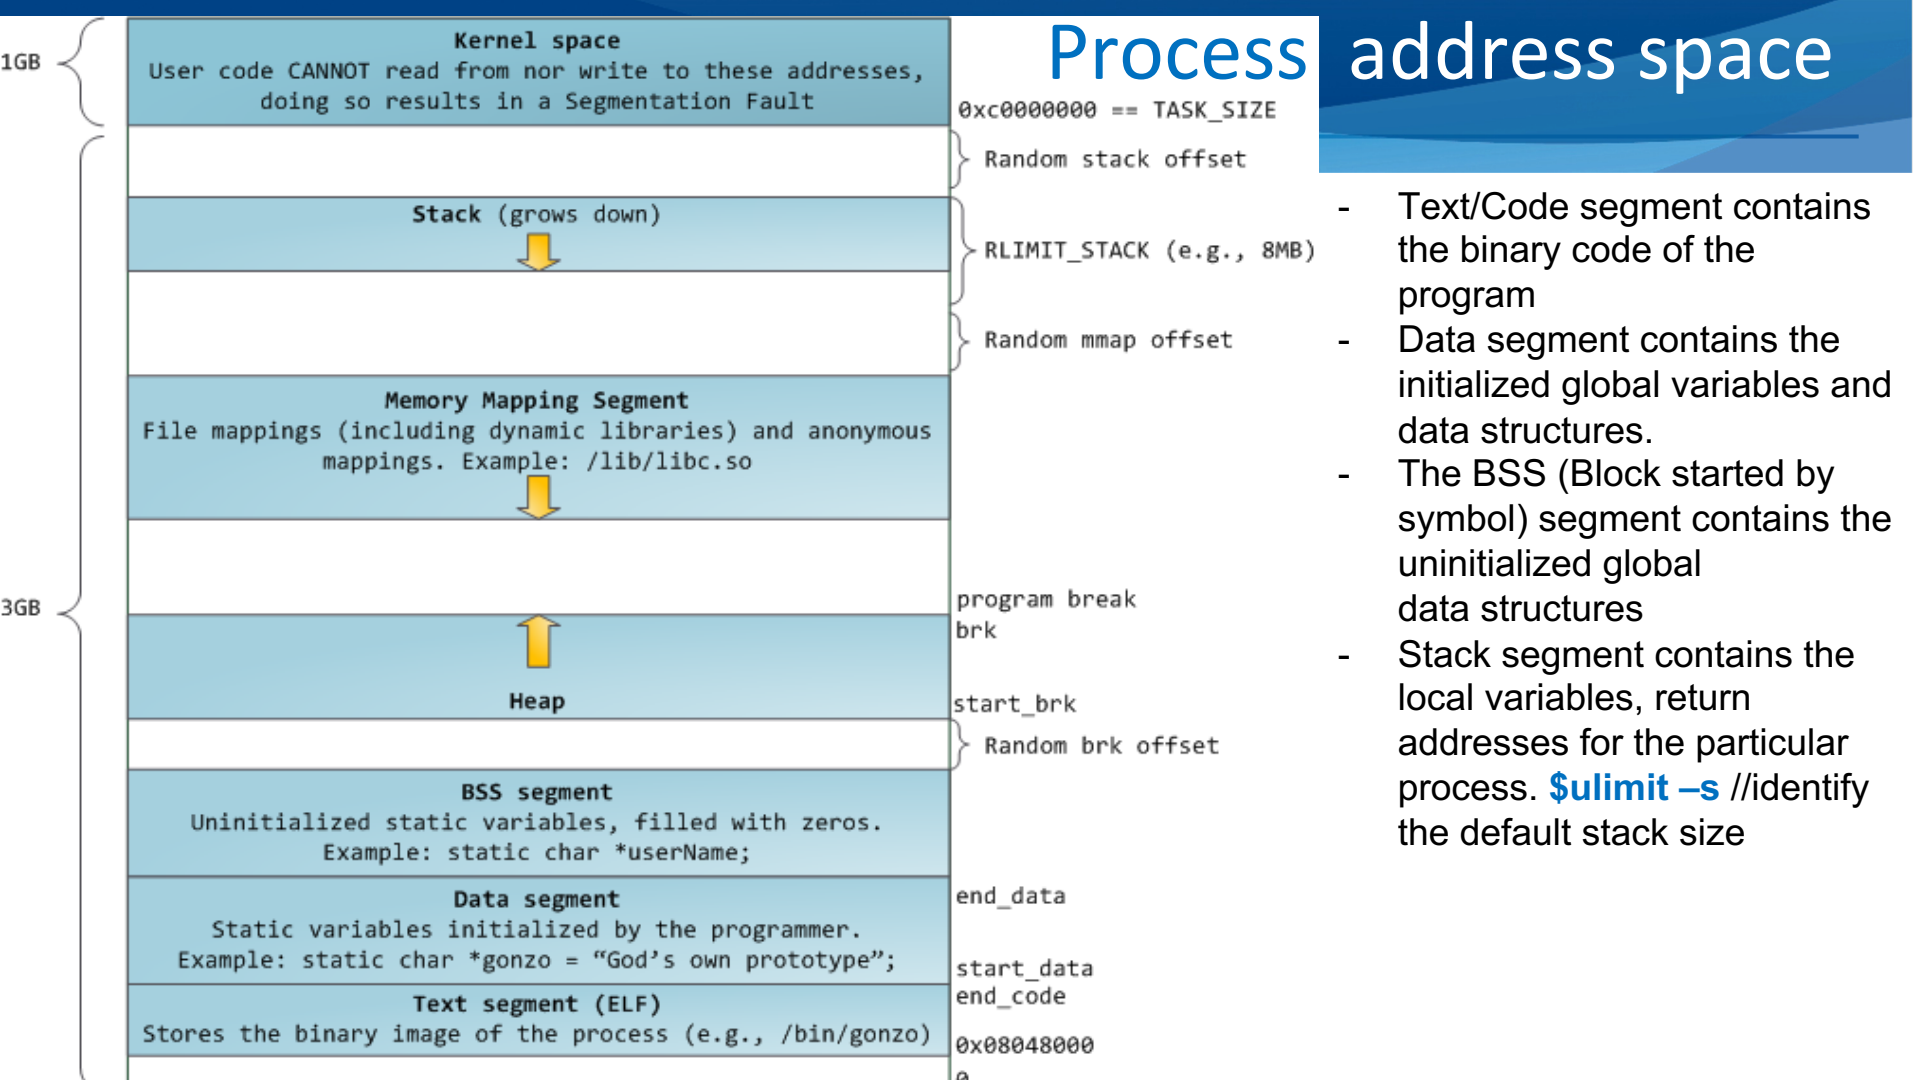 Process address space
1GB
Kernel space
User code CANNOT read from nor write to these addresses,
doing so results in a Segmentation Fault
0xc0000000 == TASK_SIZE
Random stack offset
Stack (grows down)
RLIMIT_STACK (e.g., 8MB)
Random mmap offset
Memory Mapping Segment
File mappings (including dynamic libraries) and anonymous
mappings. Example: /lib/libc.so
3GB
program break
brk
Heap
start_brk
Random brk offset
BSS segment
Uninitialized static variables, filled with zeros.
Example: static char *userName;
end_data
Data segment
Static variables initialized by the programmer.
Example: static char *gonzo = “God’s own prototype”;
start_data
end_code
Text segment (ELF)
Stores the binary image of the process (e.g., /bin/gonzo)
0x08048000
0
- Text/Code segment contains
the binary code of the
program
- Data segment contains the
initialized global variables and
data structures.
- The BSS (Block started by
symbol) segment contains the
uninitialized global
data structures
- Stack segment contains the
local variables, return
addresses for the particular
process. $ulimit –s //identify
the default stack size